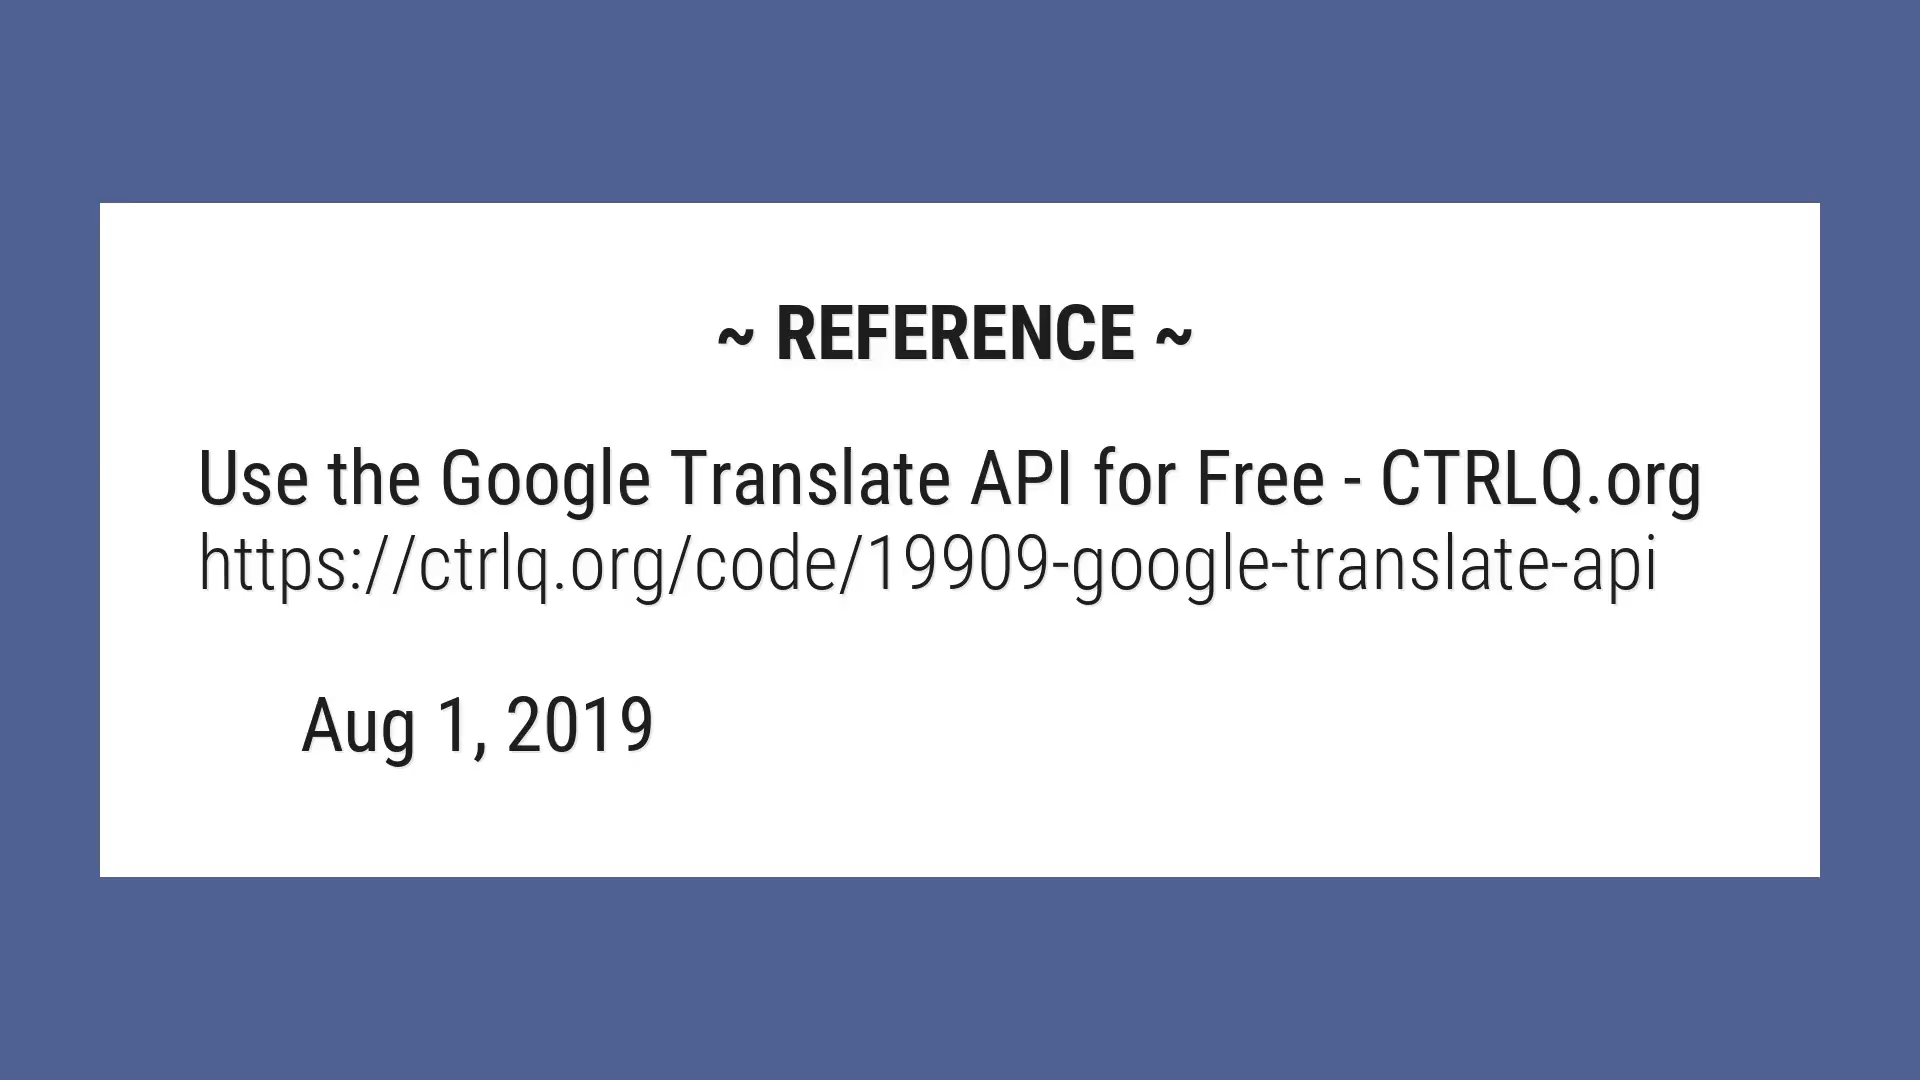 ~ REFERENCE ~
Use the Google Translate API for Free - CTRLQ.org
https://ctrlq.org/code/19909-google-translate-api
Aug 1, 2019